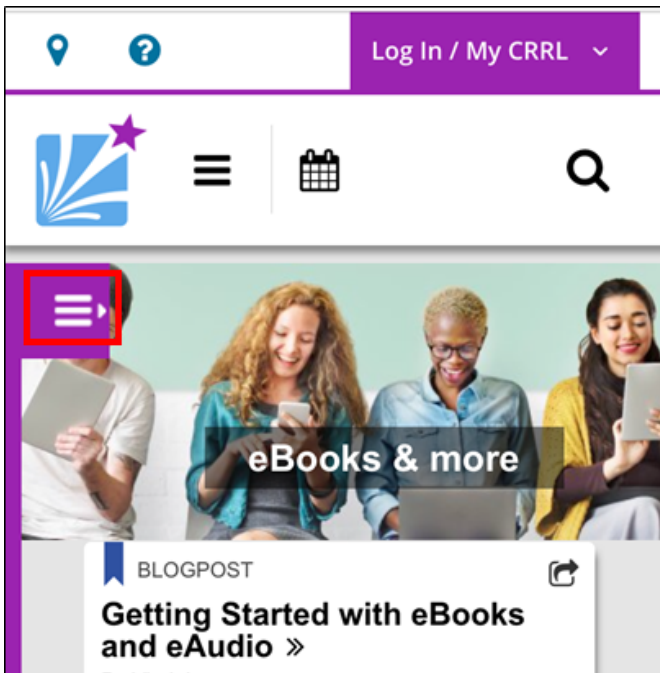 Log In / My CRRL
eBooks & more
BLOGPOST
Getting Started with eBooks
and eAudio »